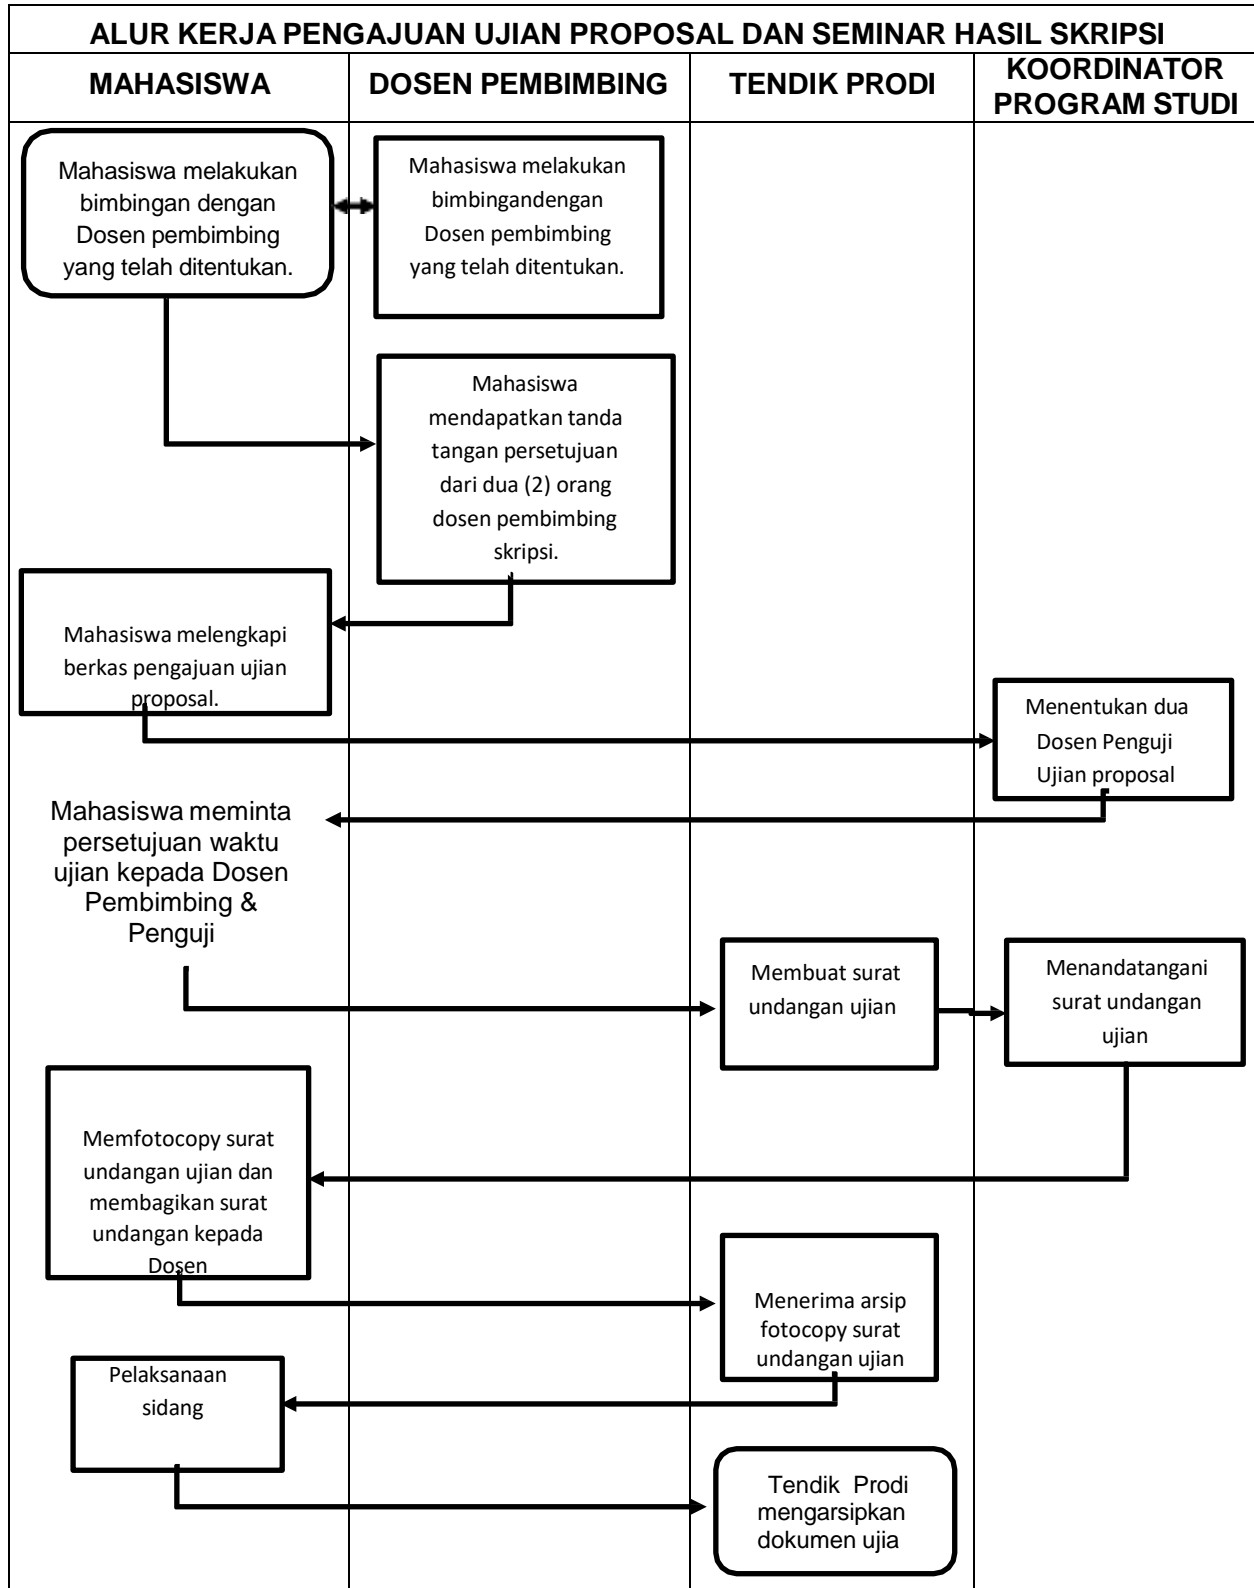 ALUR KERJA PENGAJUAN UJIAN PROPOSAL DAN SEMINAR HASIL SKRIPSI
MAHASISWA
DOSEN PEMBIMBING
TENDIK PRODI
KOORDINATOR
PROGRAM STUDI
Mahasiswa melakukan
bimbingan dengan
Dosen pembimbing
yang telah ditentukan.
Mahasiswa melakukan
bimbingandengan
Dosen pembimbing
yang telah ditentukan.
Mahasiswa
mendapatkan tanda
tangan persetujuan
dari dua (2) orang
dosen pembimbing
skripsi.
Mahasiswa melengkapi
berkas pengajuan ujian
proposal.
Menentukan dua
Dosen Penguji
Ujian proposal
Mahasiswa meminta
persetujuan waktu
ujian kepada Dosen
Pembimbing &
Penguji
Membuat surat
undangan ujian
Menandatangani
surat undangan
ujian
Memfotocopy surat
undangan ujian dan
membagikan surat
undangan kepada
Dosen
Menerima arsip
fotocopy surat
undangan ujian
Pelaksanaan
sidang
Tendik Prodi
mengarsipkan
dokumen ujia